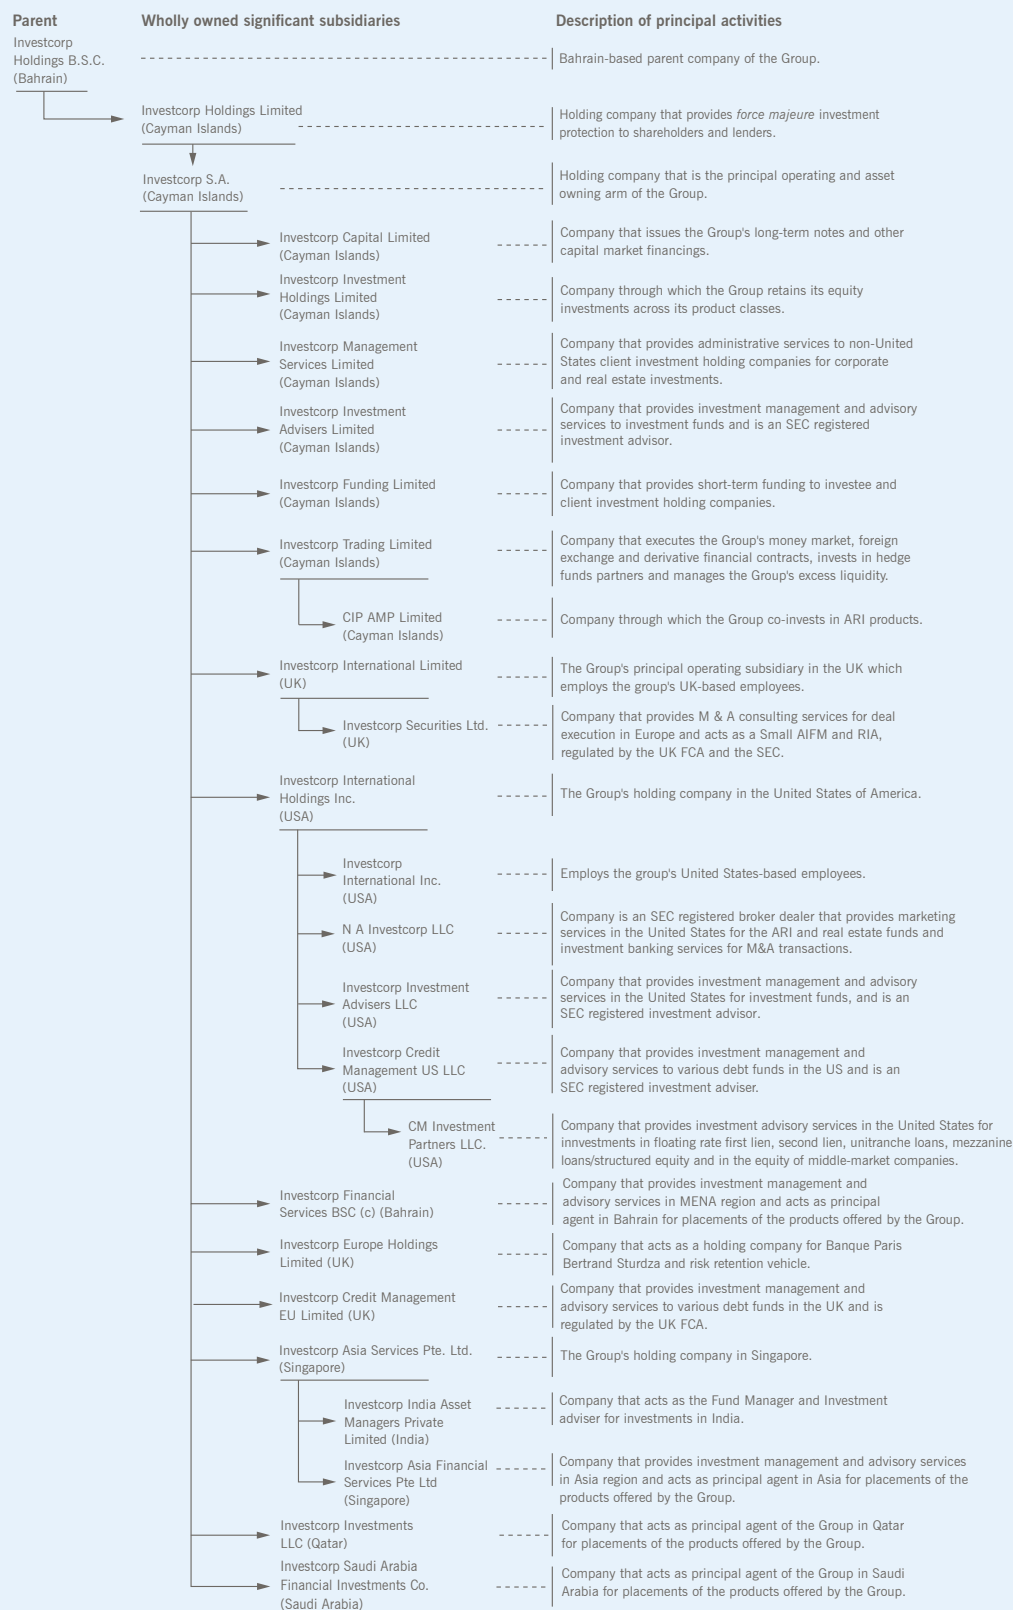 Parent Wholly owned significant subsidiaries Description of principal activities
Investcorp
Holdings B.S.C.
(Bahrain)
Bahrain-based parent company of the Group.
Investcorp Holdings Limited
(Cayman Islands)
Holding company that provides force majeure investment
protection to shareholders and lenders.
Investcorp S.A.
(Cayman Islands)
Holding company that is the principal operating and asset
owning arm of the Group.
Investcorp Capital Limited
(Cayman Islands)
Company that issues the Group's long-term notes and other
capital market financings.
Investcorp Investment
Holdings Limited
(Cayman Islands)
Company through which the Group retains its equity
investments across its product classes.
Investcorp Management
Services Limited
(Cayman Islands)
Company that provides administrative services to non-United
States client investment holding companies for corporate
and real estate investments.
Investcorp Investment
Advisers Limited
(Cayman Islands)
Company that provides investment management and advisory
services to investment funds and is an SEC registered
investment advisor.
Investcorp Funding Limited
(Cayman Islands)
Company that provides short-term funding to investee and
client investment holding companies.
Investcorp Trading Limited
(Cayman Islands)
Company that executes the Group's money market, foreign
exchange and derivative financial contracts, invests in hedge
funds partners and manages the Group's excess liquidity.
CIP AMP Limited
(Cayman Islands)
Company through which the Group co-invests in ARI products.
Investcorp International Limited
(UK)
The Group's principal operating subsidiary in the UK which
employs the group's UK-based employees.
Investcorp Securities Ltd.
(UK)
Company that provides M & A consulting services for deal
execution in Europe and acts as a Small AIFM and RIA,
regulated by the UK FCA and the SEC.
Investcorp International
Holdings Inc.
(USA)
The Group's holding company in the United States of America.
Investcorp
International Inc.
(USA)
Employs the group's United States-based employees.
N A Investcorp LLC
(USA)
Company is an SEC registered broker dealer that provides marketing
services in the United States for the ARI and real estate funds and
investment banking services for M&A transactions.
Investcorp Investment
Advisers LLC
(USA)
Company that provides investment management and advisory
services in the United States for investment funds, and is an
SEC registered investment advisor.
Investcorp Credit
Management US LLC
(USA)
Company that provides investment management and
advisory services to various debt funds in the US and is an
SEC registered investment adviser.
CM Investment
Partners LLC.
(USA)
Company that provides investment advisory services in the United States for
innvestments in floating rate first lien, second lien, unitranche loans, mezzanine
loans/structured equity and in the equity of middle-market companies.
Investcorp Financial
Services BSC (c) (Bahrain)
Company that provides investment management and
advisory services in MENA region and acts as principal
agent in Bahrain for placements of the products offered by the Group.
Investcorp Europe Holdings
Limited (UK)
Company that acts as a holding company for Banque Paris
Bertrand Sturdza and risk retention vehicle.
Investcorp Credit Management
EU Limited (UK)
Company that provides investment management and
advisory services to various debt funds in the UK and is
regulated by the UK FCA.
Investcorp Asia Services Pte. Ltd.
(Singapore)
The Group's holding company in Singapore.
Investcorp India Asset
Managers Private
Limited (India)
Company that acts as the Fund Manager and Investment
adviser for investments in India.
Investcorp Asia Financial
Services Pte Ltd
(Singapore)
Company that provides investment management and advisory services
in Asia region and acts as principal agent in Asia for placements of the
products offered by the Group.
Investcorp Investments
LLC (Qatar)
Company that acts as principal agent of the Group in Qatar
for placements of the products offered by the Group.
Investcorp Saudi Arabia
Financial Investments Co.
(Saudi Arabia)
Company that acts as principal agent of the Group in Saudi
Arabia for placements of the products offered by the Group.